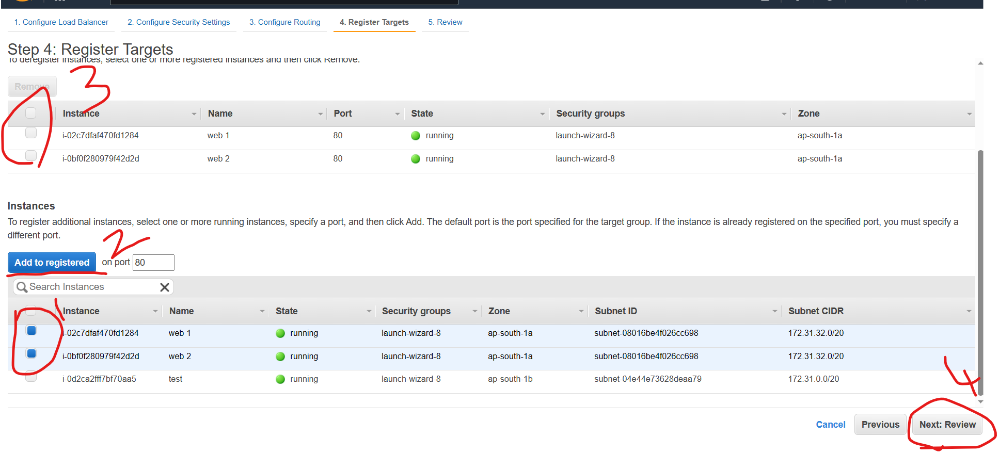 1. Configure Load Balancer 2. Configure Security Settings 3. Configure Routing 4. Register Targets 5. Review
Step 4: Register Targets
To deregister instances, select one or more registered instances and then click Remove.
3
Remove
Instance Name Port State Security groups Zone
i-02c7dfaf470fd1284 web 1 80 running launch-wizard-8 ap-south-1a
i-0bf0f280979f42d2d web 2 80 running launch-wizard-8 ap-south-1a
Instances
To register additional instances, select one or more running instances, specify a port, and then click Add. The default port is the port specified for the target group. If the instance is already registered on the specified port, you must specify a
different port.
2
Add to registered on port 80
Search Instances
1
Instance Name State Security groups Zone Subnet ID Subnet CIDR
i-02c7dfaf470fd1284 web 1 running launch-wizard-8 ap-south-1a subnet-08016be4f026cc698 172.31.32.0/20
i-0bf0f280979f42d2d web 2 running launch-wizard-8 ap-south-1a subnet-08016be4f026cc698 172.31.32.0/20
i-0d2ca2fff7bf70aa5 test running launch-wizard-8 ap-south-1b subnet-04e44e73628deaa79 172.31.0.0/20
4
Cancel Previous Next: Review